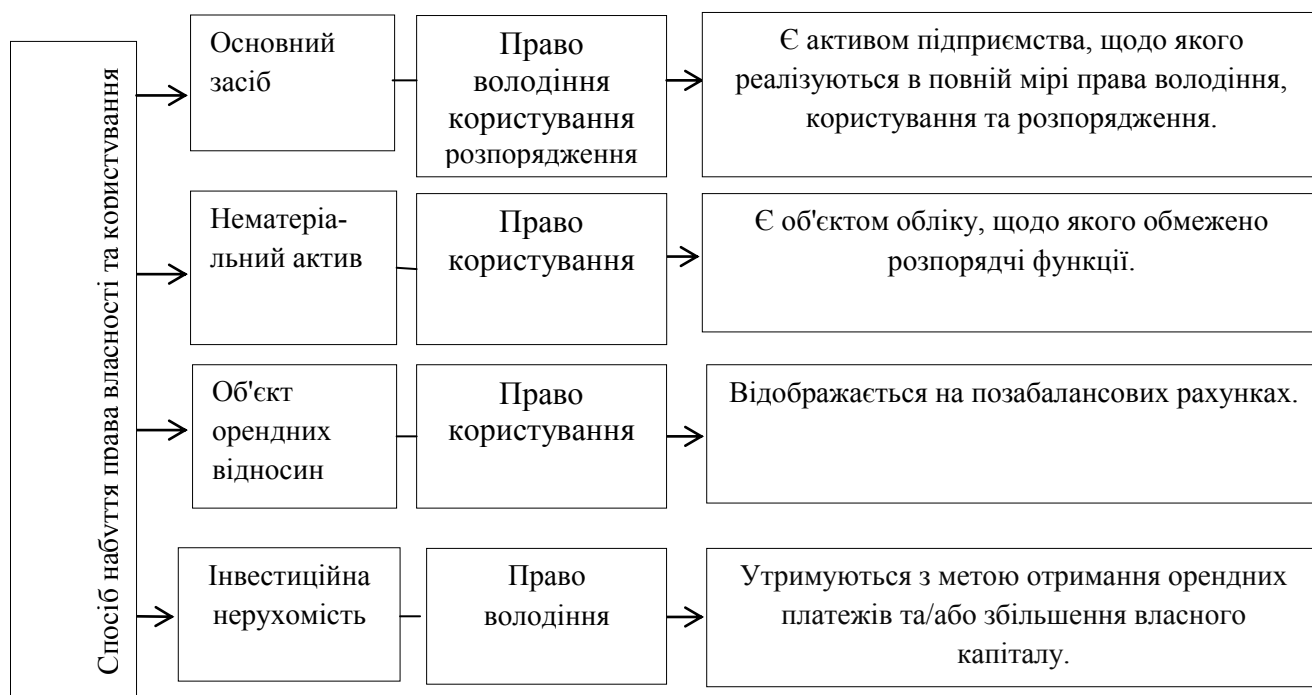 Спосіб набуття права власності та користування
Основний
засіб
Право
володіння
користування
розпорядження
Є активом підприємства, щодо якого
реалізуються в повній мірі права володіння,
користування та розпорядження.
Нематеріа-
льний актив
Право
користування
Є об'єктом обліку, щодо якого обмежено
розпорядчі функції.
Об'єкт
орендних
відносин
Право
користування
Відображається на позабалансових рахунках.
Інвестиційна
нерухомість
Право
володіння
Утримуються з метою отримання орендних
платежів та/або збільшення власного
капіталу.